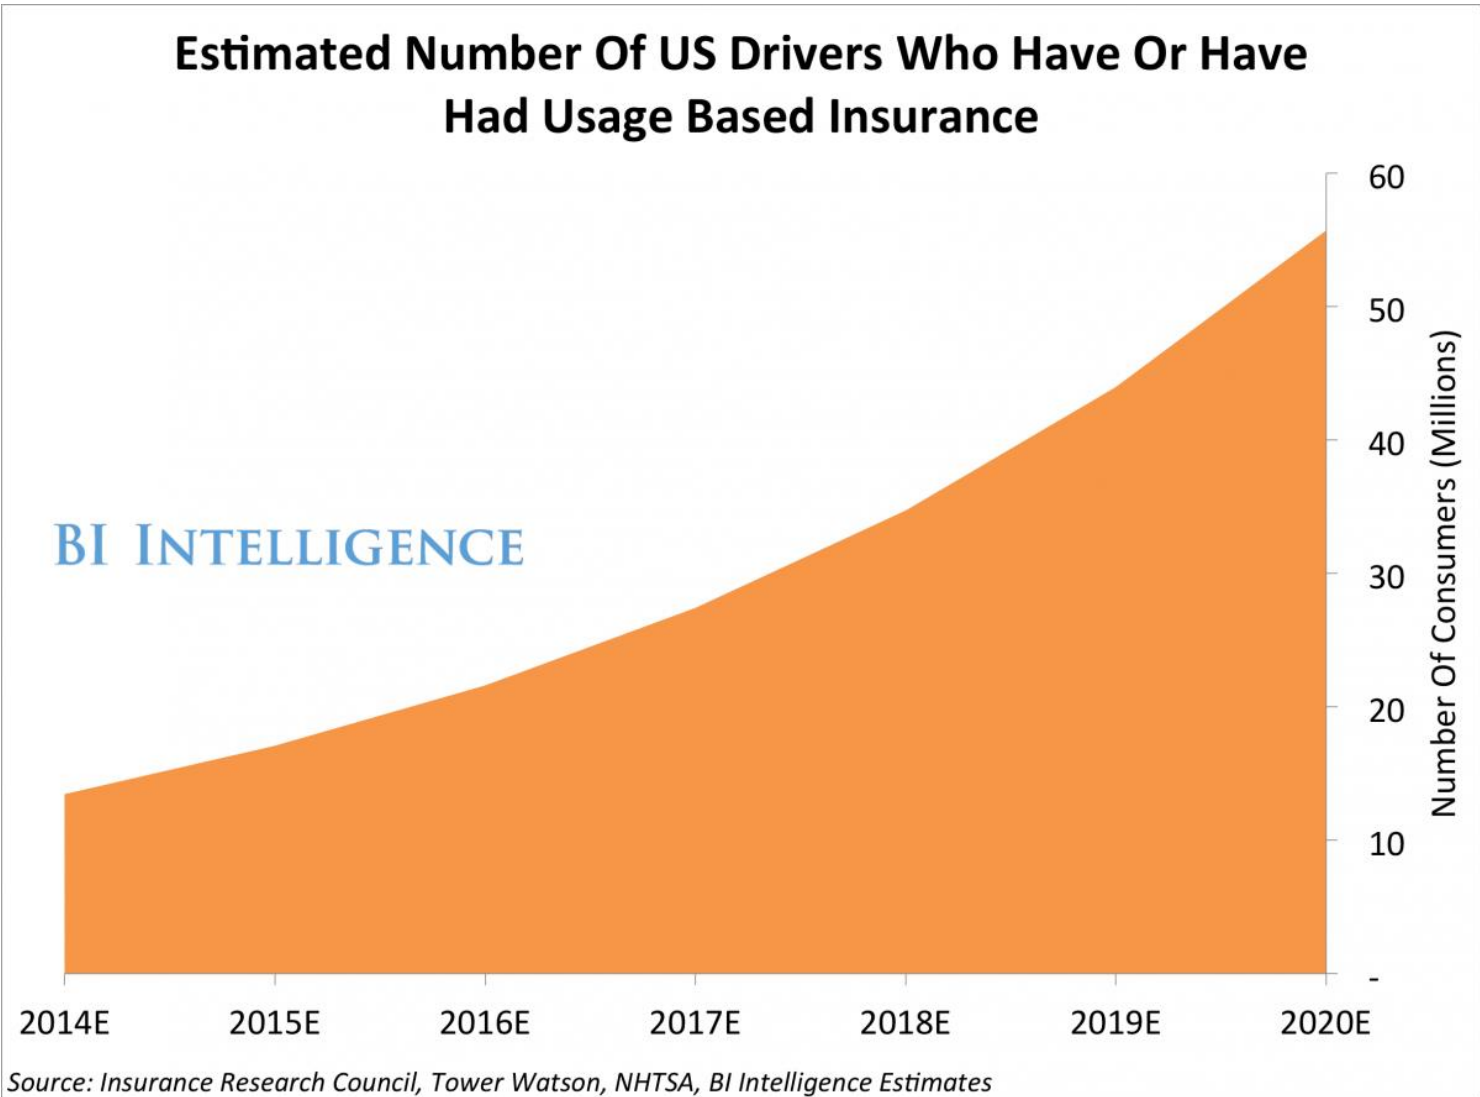 Estimated Number Of US Drivers Who Have Or Have
Had Usage Based Insurance
60
50
40
30
20
10
-
Number Of Consumers (Millions)
BI INTELLIGENCE
2014E
2015E
2016E
2017E
2018E
2019E
2020E
Source: Insurance Research Council, Tower Watson, NHTSA, BI Intelligence Estimates